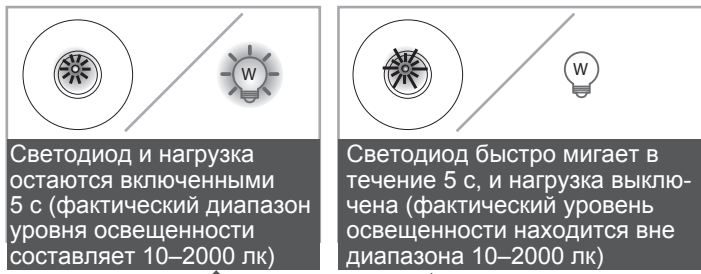 W
W
Светодиод и нагрузка
остаются включенными
5 с (фактический диапазон
уровня освещенности
составляет 10–2000 лк)
Светодиод быстро мигает в
течение 5 с, и нагрузка выклю-
чена (фактический уровень
освещенности находится вне
диапазона 10–2000 лк)